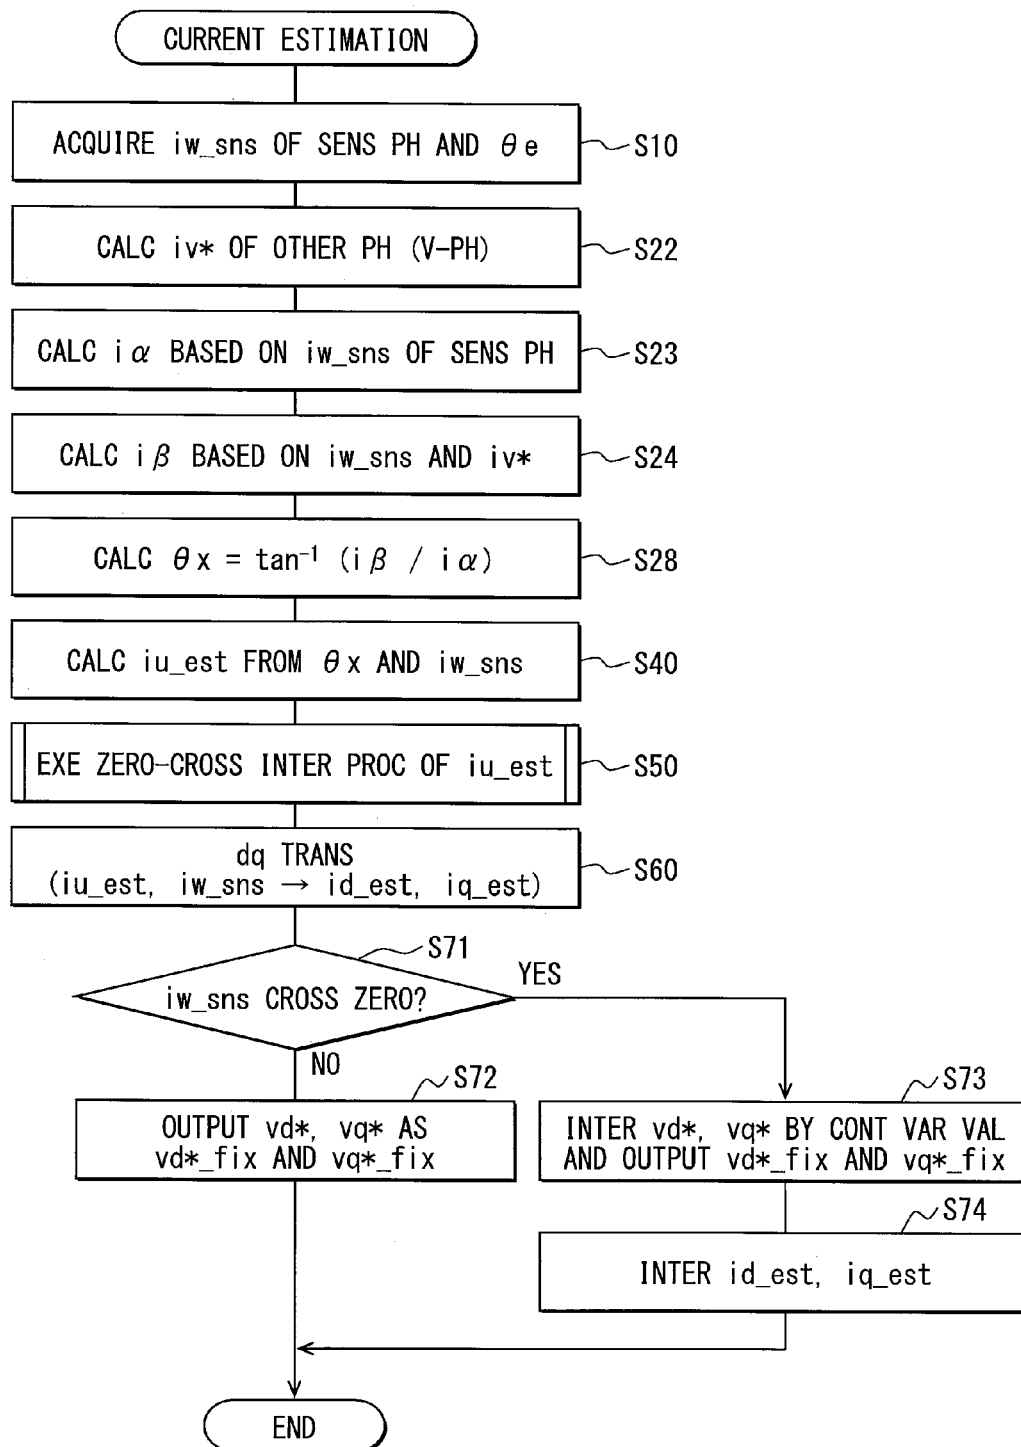 CURRENT ESTIMATION
ACQUIRE iw_sns OF SENS PH AND θe
S10
CALC iv* OF OTHER PH (V-PH)
S22
CALC iα BASED ON iw_sns OF SENS PH
S23
CALC iβ BASED ON iw_sns AND iv*
S24
CALC θx = tan⁻¹ (iβ / iα)
S28
CALC iu_est FROM θx AND iw_sns
S40
EXE ZERO-CROSS INTER PROC OF iu_est
S50
dq TRANS
(iu_est, iw_sns → id_est, iq_est)
S60
S71
iw_sns CROSS ZERO?
YES
NO
S72
OUTPUT vd*, vq* AS
vd*_fix AND vq*_fix
S73
INTER vd*, vq* BY CONT VAR VAL
AND OUTPUT vd*_fix AND vq*_fix
S74
INTER id_est, iq_est
END